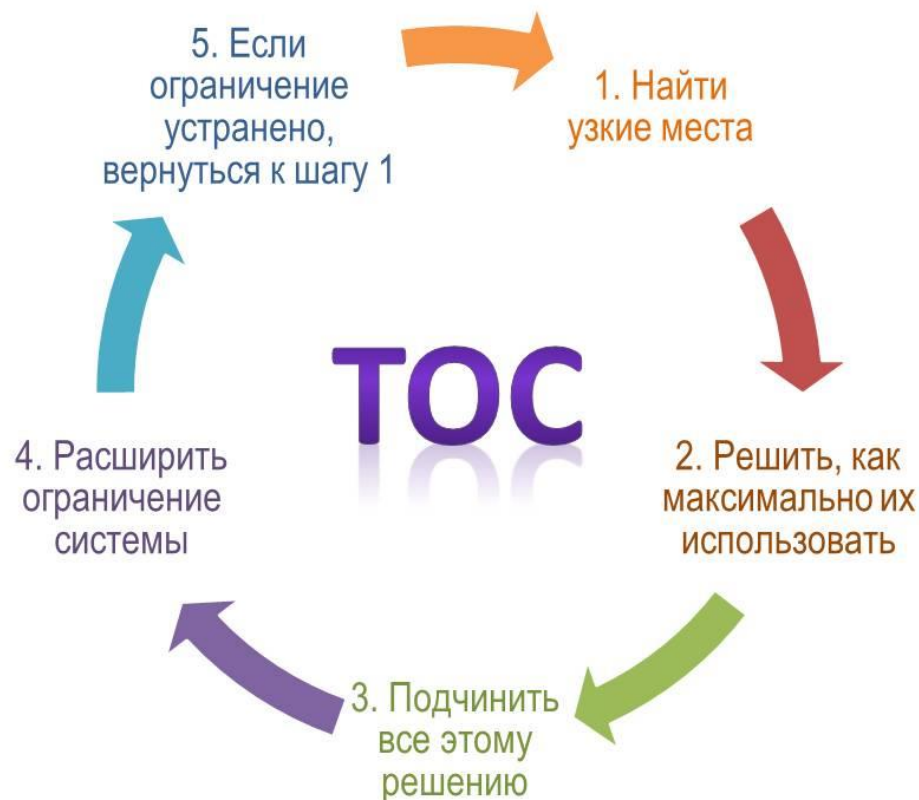 1. Найти
узкие места
2. Решить, как
максимально их
использовать
3. Подчинить
все этому
решению
4. Расширить
ограничение
системы
5. Если
ограничение
устранено,
вернуться к шагу 1
ТОС